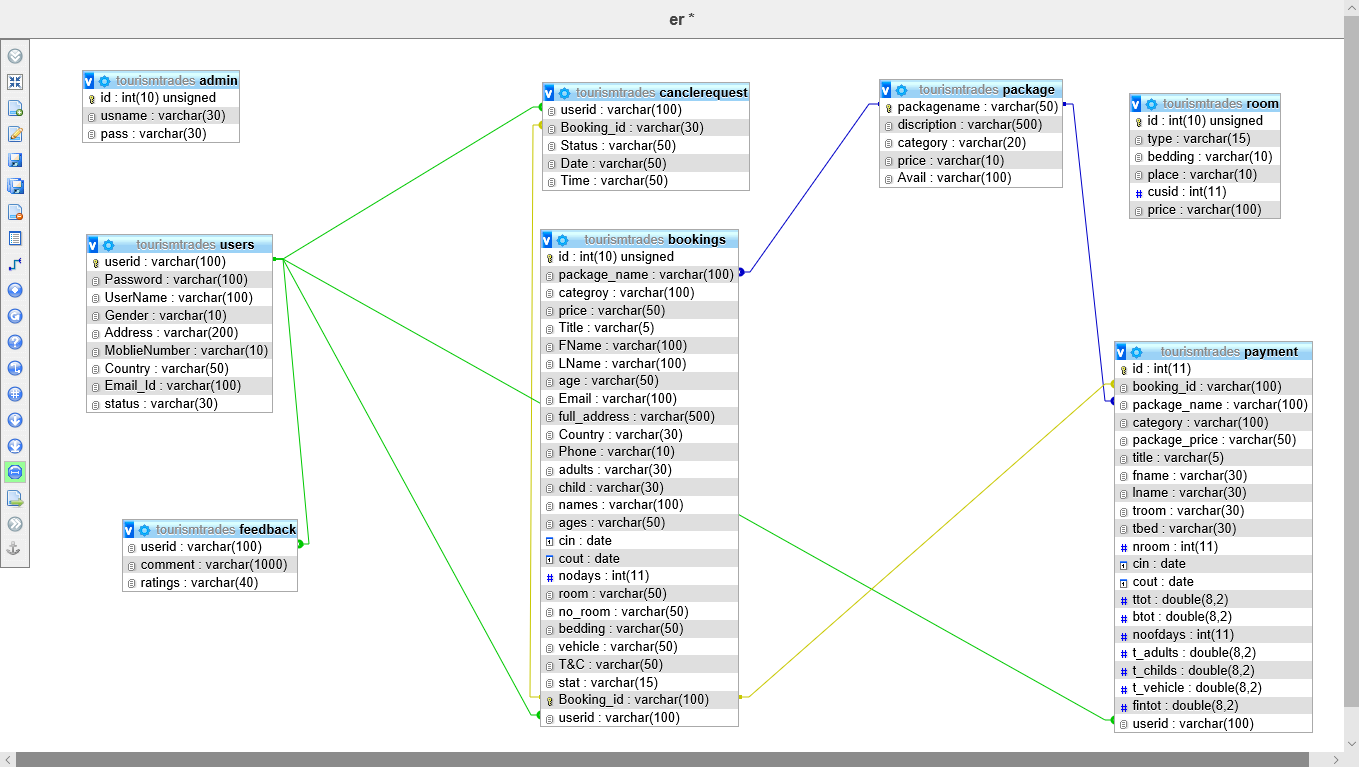 er *
tourismtrades admin
id : int(10) unsigned
usname : varchar(30)
pass : varchar(30)
tourismtrades canclerequest
userid : varchar(100)
Booking_id : varchar(30)
Status : varchar(50)
Date : varchar(50)
Time : varchar(50)
tourismtrades package
packagename : varchar(50)
discription : varchar(500)
category : varchar(20)
price : varchar(10)
Avail : varchar(100)
tourismtrades room
id : int(10) unsigned
type : varchar(15)
bedding : varchar(10)
place : varchar(10)
cusid : int(11)
price : varchar(100)
tourismtrades users
userid : varchar(100)
Password : varchar(100)
UserName : varchar(100)
Gender : varchar(10)
Address : varchar(200)
MoblieNumber : varchar(10)
Country : varchar(50)
Email_Id : varchar(100)
status : varchar(30)
tourismtrades bookings
id : int(10) unsigned
package_name : varchar(100)
categroy : varchar(100)
price : varchar(50)
Title : varchar(5)
FName : varchar(100)
LName : varchar(100)
age : varchar(50)
Email : varchar(100)
full_address : varchar(500)
Country : varchar(30)
Phone : varchar(10)
adults : varchar(30)
child : varchar(30)
names : varchar(100)
ages : varchar(50)
cin : date
cout : date
nodays : int(11)
room : varchar(50)
no_room : varchar(50)
bedding : varchar(50)
vehicle : varchar(50)
T&C : varchar(50)
stat : varchar(15)
Booking_id : varchar(100)
userid : varchar(100)
tourismtrades payment
id : int(11)
booking_id : varchar(100)
package_name : varchar(100)
category : varchar(100)
package_price : varchar(50)
title : varchar(5)
fname : varchar(30)
lname : varchar(30)
troom : varchar(30)
tbed : varchar(30)
nroom : int(11)
cin : date
cout : date
ttot : double(8,2)
btot : double(8,2)
noofdays : int(11)
t_adults : double(8,2)
t_childs : double(8,2)
t_vehicle : double(8,2)
fintot : double(8,2)
userid : varchar(100)
tourismtrades feedback
userid : varchar(100)
comment : varchar(1000)
ratings : varchar(40)